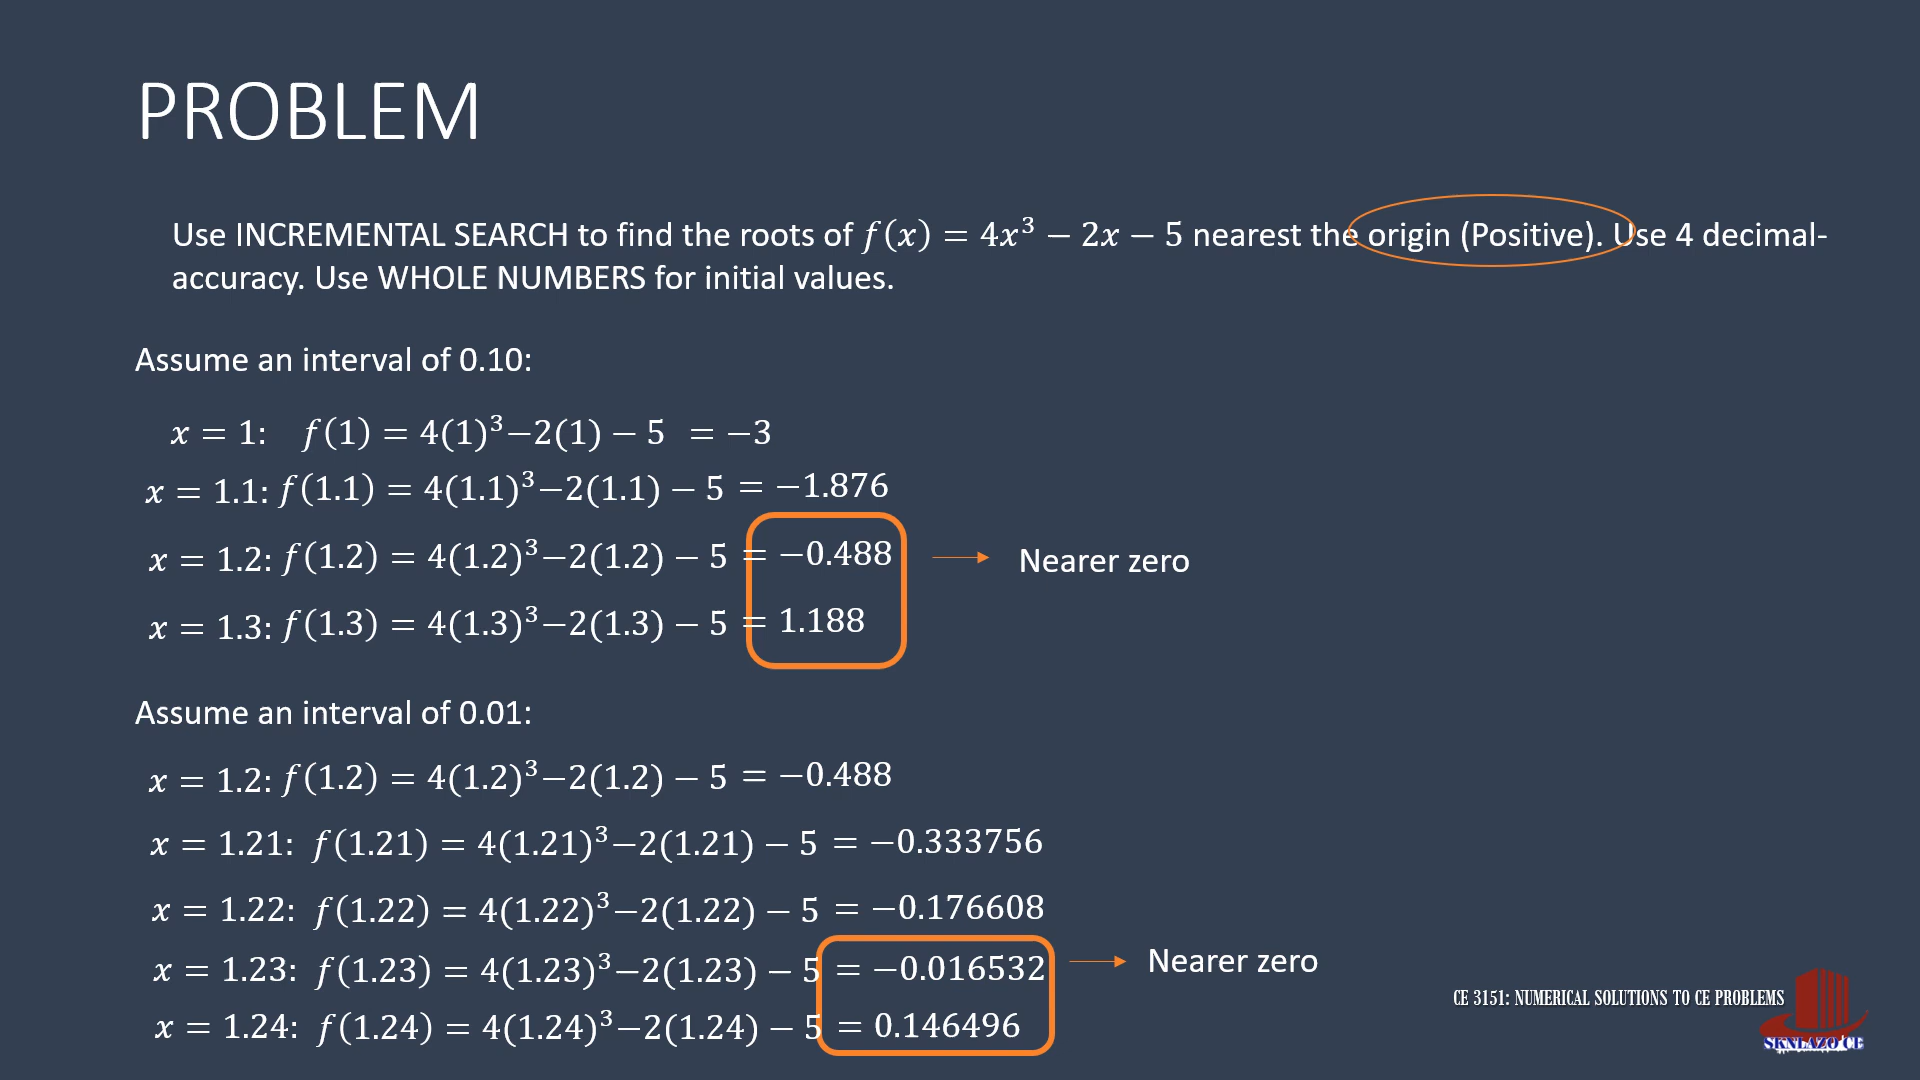 PROBLEM
Use INCREMENTAL SEARCH to find the roots of f(x) = 4x³ − 2x − 5 nearest the origin (Positive). Use 4 decimal-
accuracy. Use WHOLE NUMBERS for initial values.
Assume an interval of 0.10:
x = 1: f(1) = 4(1)³−2(1) − 5 = −3
x = 1.1: f(1.1) = 4(1.1)³−2(1.1) − 5 = −1.876
x = 1.2: f(1.2) = 4(1.2)³−2(1.2) − 5 = −0.488 Nearer zero
x = 1.3: f(1.3) = 4(1.3)³−2(1.3) − 5 = 1.188
Assume an interval of 0.01:
x = 1.2: f(1.2) = 4(1.2)³−2(1.2) − 5 = −0.488
x = 1.21: f(1.21) = 4(1.21)³−2(1.21) − 5 = −0.333756
x = 1.22: f(1.22) = 4(1.22)³−2(1.22) − 5 = −0.176608
x = 1.23: f(1.23) = 4(1.23)³−2(1.23) − 5 = −0.016532 Nearer zero
x = 1.24: f(1.24) = 4(1.24)³−2(1.24) − 5 = 0.146496
CE 3151: NUMERICAL SOLUTIONS TO CE PROBLEMS
SKNLAZO CE